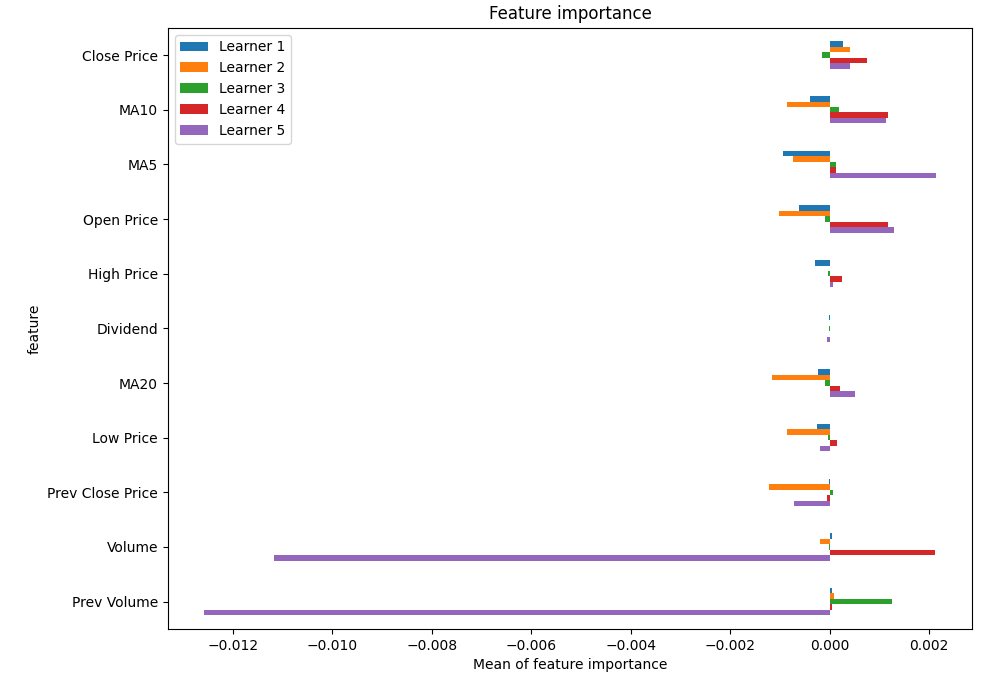 Feature importance
Learner 1
Learner 2
Learner 3
Learner 4
Learner 5
Close Price
MA10
MA5
Open Price
High Price
Dividend
MA20
Low Price
Prev Close Price
Volume
Prev Volume
feature
−0.012 −0.010 −0.008 −0.006 −0.004 −0.002 0.000 0.002
Mean of feature importance